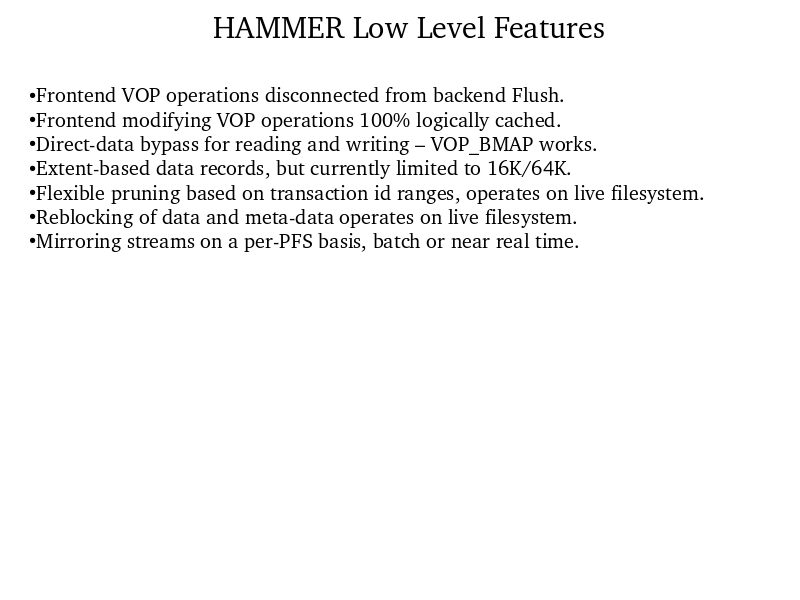 HAMMER Low Level Features
•Frontend VOP operations disconnected from backend Flush.
•Frontend modifying VOP operations 100% logically cached.
•Direct-data bypass for reading and writing – VOP_BMAP works.
•Extent-based data records, but currently limited to 16K/64K.
•Flexible pruning based on transaction id ranges, operates on live filesystem.
•Reblocking of data and meta-data operates on live filesystem.
•Mirroring streams on a per-PFS basis, batch or near real time.